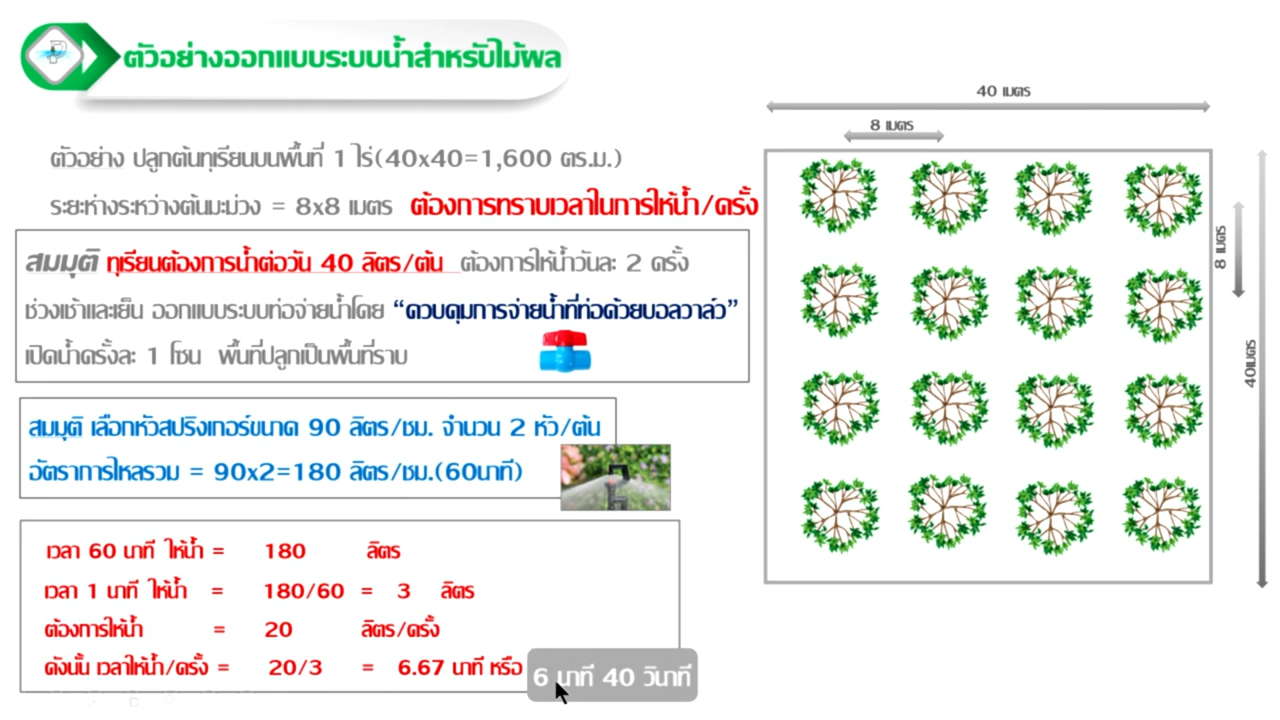 ตัวอย่างออกแบบระบบน้ำสำหรับไม้ผล
ตัวอย่าง ปลูกต้นทุเรียนบนพื้นที่ 1 ไร่(40x40=1,600 ตร.ม.)
ระยะห่างระหว่างต้นมะม่วง = 8x8 เมตร ต้องการทราบเวลาในการให้น้ำ/ครั้ง
สมมุติ ทุเรียนต้องการน้ำต่อวัน 40 ลิตร/ต้น ต้องการให้น้ำวันละ 2 ครั้ง
ช่วงเช้าและเย็น ออกแบบระบบท่อจ่ายน้ำโดย “ควบคุมการจ่ายน้ำที่ท่อด้วยบอลวาล์ว”
เปิดน้ำครั้งละ 1 โซน พื้นที่ปลูกเป็นพื้นที่ราบ
สมมุติ เลือกหัวสปริงเกอร์ขนาด 90 ลิตร/ชม. จำนวน 2 หัว/ต้น
อัตราการไหลรวม = 90x2=180 ลิตร/ชม.(60นาที)
เวลา 60 นาที ให้น้ำ = 180 ลิตร
เวลา 1 นาที ให้น้ำ = 180/60 = 3 ลิตร
ต้องการให้น้ำ = 20 ลิตร/ครั้ง
ดังนั้น เวลาให้น้ำ/ครั้ง = 20/3 = 6.67 นาที หรือ 6 นาที 40 วินาที
40 เมตร
8 เมตร
8 เมตร
40เมตร